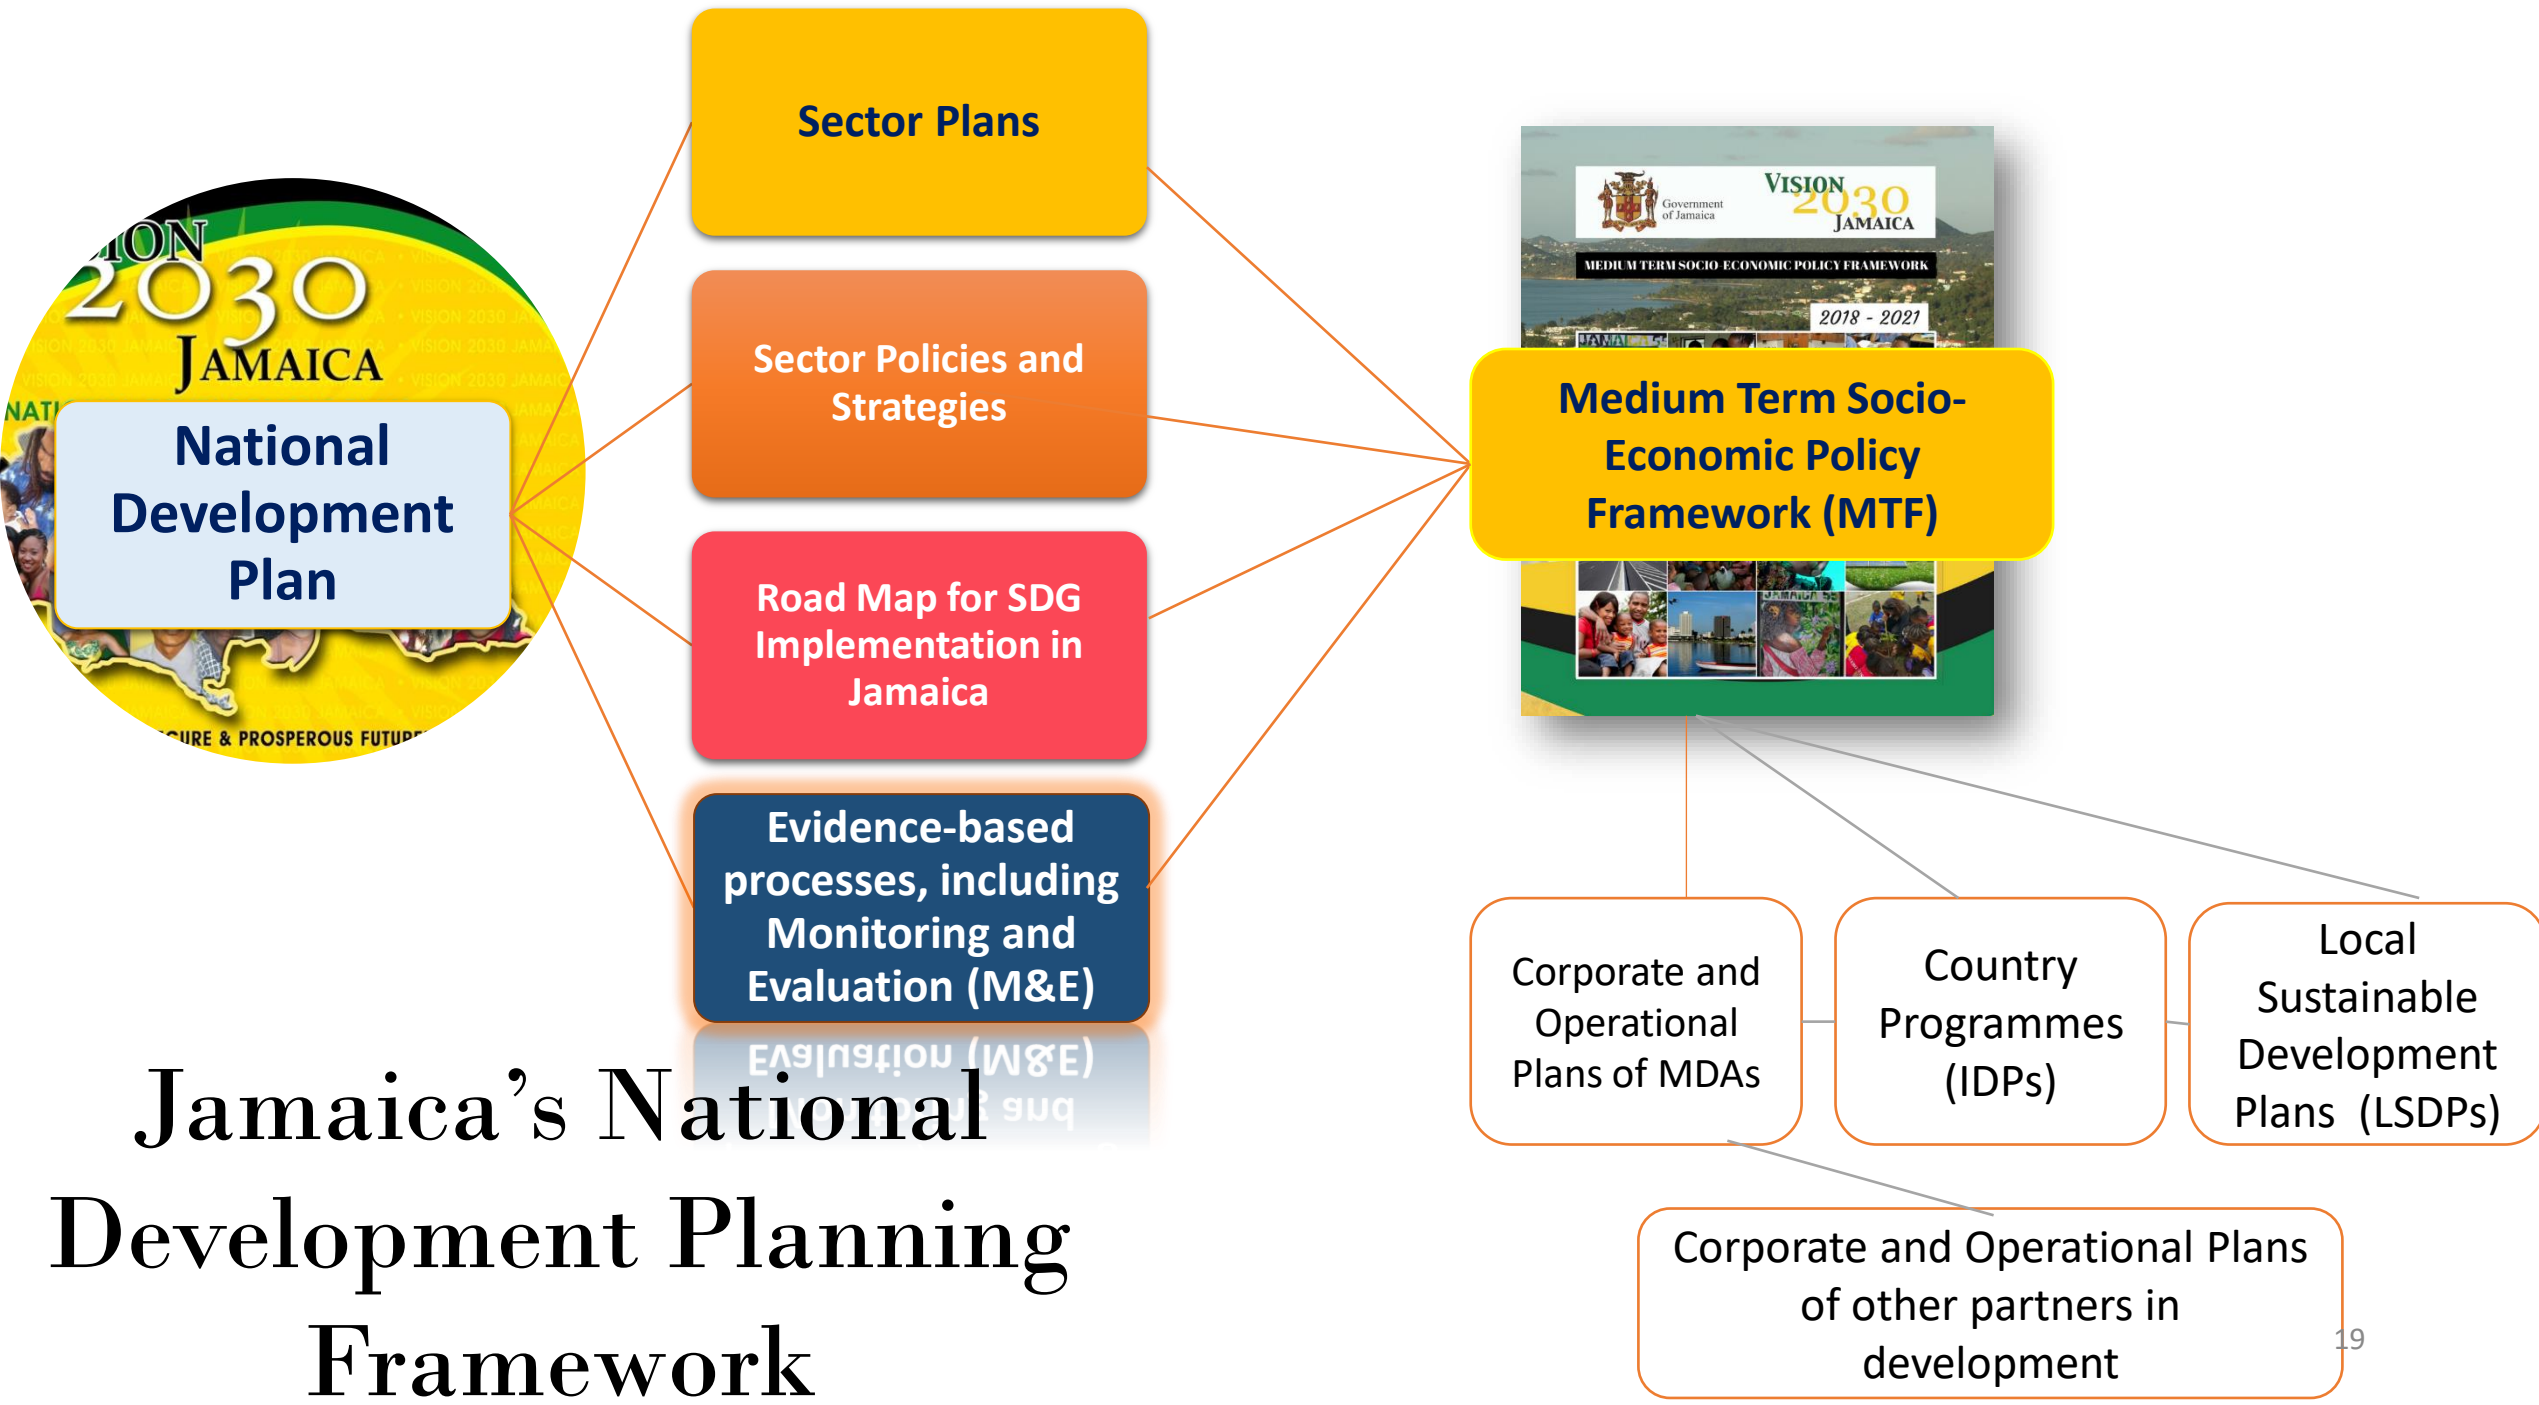 Sector Plans
Sector Policies and
Strategies
Road Map for SDG
Implementation in
Jamaica
Evidence-based
processes, including
Monitoring and
Evaluation (M&E)
2030
JAMAICA
National
Development
Plan
& PROSPEROUS
Government
of Jamaica
VISION
2030
JAMAICA
MEDIUM TERM SOCIO-ECONOMIC POLICY FRAMEWORK
2018 - 2021
Medium Term Socio-
Economic Policy
Framework (MTF)
Corporate and
Operational
Plans of MDAs
Country
Programmes
(IDPs)
Local
Sustainable
Development
Plans (LSDPs)
Corporate and Operational Plans
of other partners in
development
Jamaica’s National
Development Planning
Framework
19